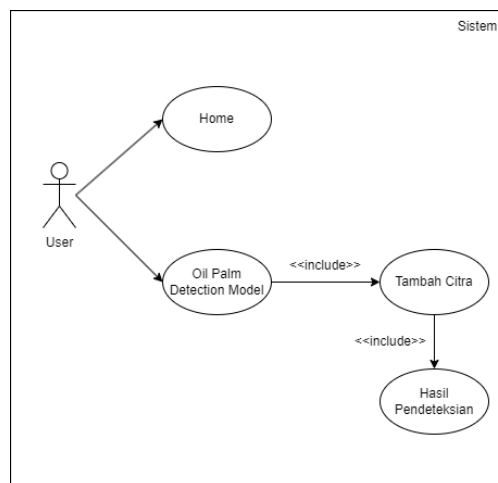 Sistem
Home
User
Oil Palm
Detection Model
<<include>>
Tambah Citra
<<include>>
Hasil
Pendeteksian